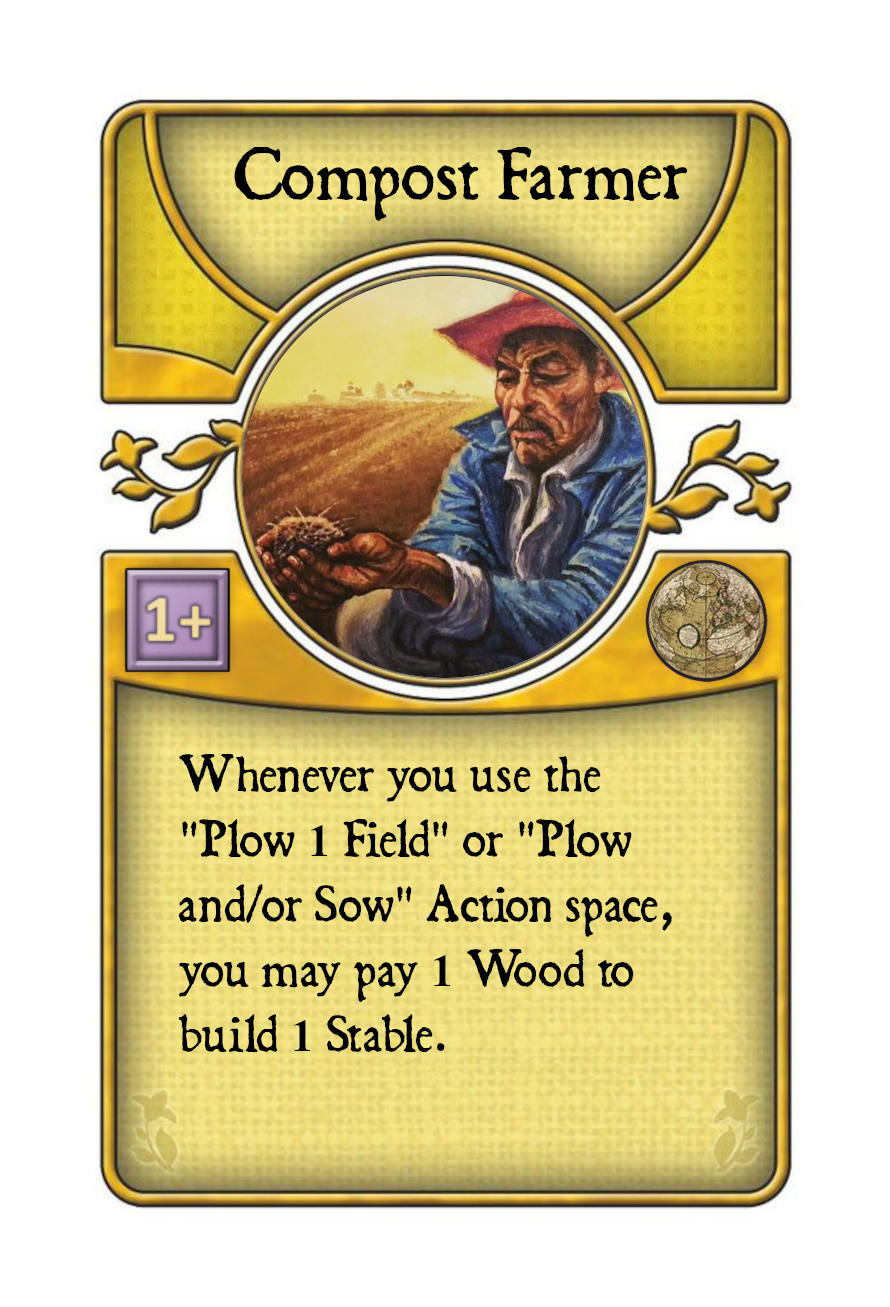 Compost Farmer
1+
Whenever you use the
"Plow 1 Field" or "Plow
and/or Sow" Action space,
you may pay 1 Wood to
build 1 Stable.